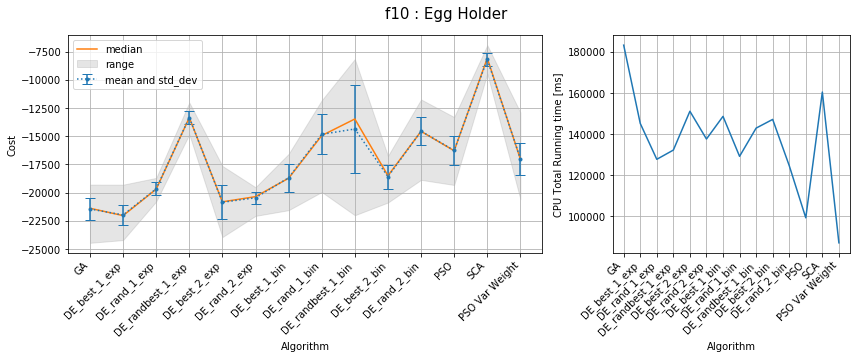 f10 : Egg Holder
median
range
mean and std_dev
Cost
−7500
−10000
−12500
−15000
−17500
−20000
−22500
−25000
GA
DE_best_1_exp
DE_rand_1_exp
DE_randbest_1_exp
DE_best_2_exp
DE_rand_2_exp
DE_best_1_bin
DE_rand_1_bin
DE_randbest_1_bin
DE_best_2_bin
DE_rand_2_bin
PSO
SCA
PSO Var Weight
Algorithm
CPU Total Running time [ms]
180000
160000
140000
120000
100000
GA
DE_best_1_exp
DE_rand_1_exp
DE_randbest_1_exp
DE_best_2_exp
DE_rand_2_exp
DE_best_1_bin
DE_rand_1_bin
DE_randbest_1_bin
DE_best_2_bin
DE_rand_2_bin
PSO
SCA
PSO Var Weight
Algorithm